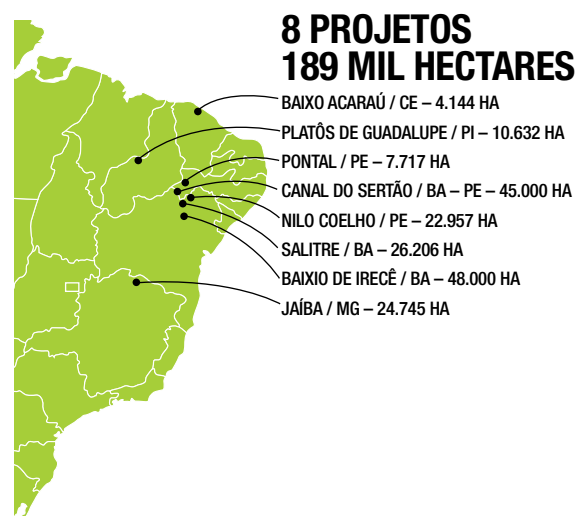 8 PROJETOS
189 MIL HECTARES
BAIXO ACARAÚ / CE – 4.144 HA
PLATÔS DE GUADALUPE / PI – 10.632 HA
PONTAL / PE – 7.717 HA
CANAL DO SERTÃO / BA – PE – 45.000 HA
NILO COELHO / PE – 22.957 HA
SALITRE / BA – 26.206 HA
BAIXIO DE IRECÊ / BA – 48.000 HA
JAÍBA / MG – 24.745 HA